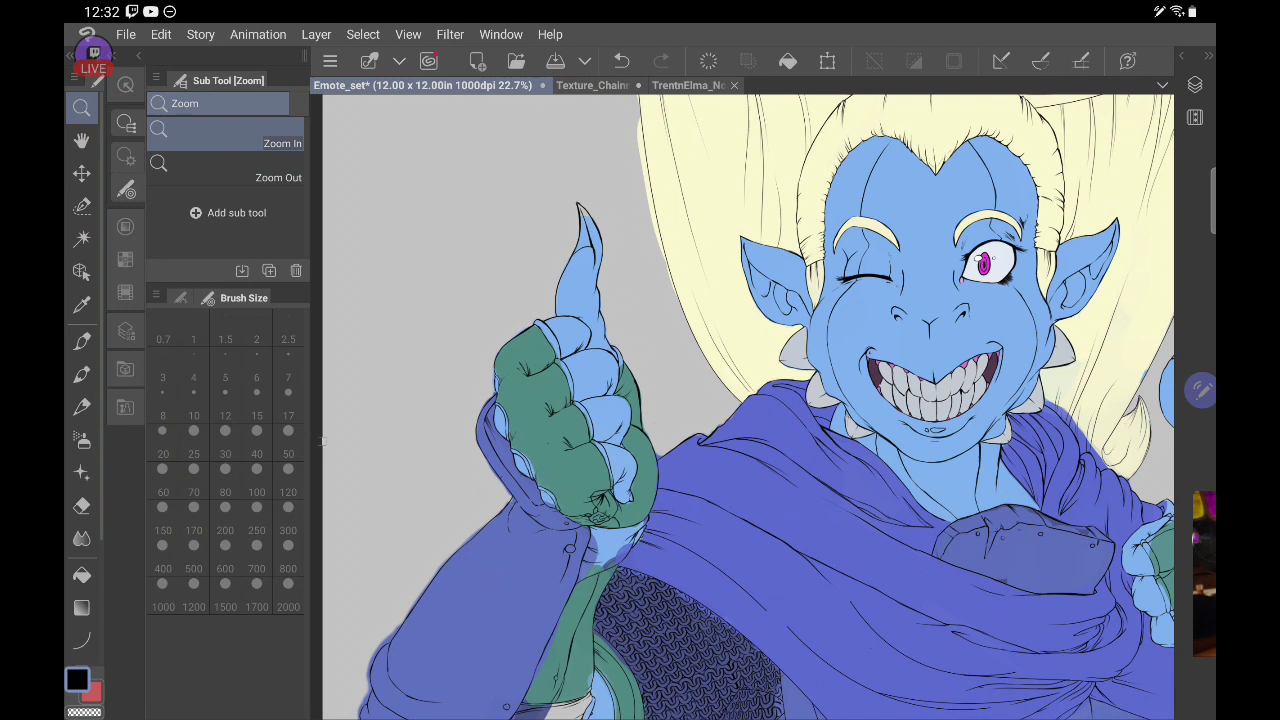 12:32
LIVE
File Edit Story Animation Layer Select View Filter Window Help
Sub Tool [Zoom]
Emote_set* (12.00 x 12.00in 1000dpi 22.7%)
Texture_Chainr
TrentnElma_No
Zoom
Zoom In
Zoom Out
Add sub tool
Brush Size
0.7 1 1.5 2 2.5
3 4 5 6 7
8 10 12 15 17
20 25 30 40 50
60 70 80 100 120
150 170 200 250 300
400 500 600 700 800
1000 1200 1500 1700 2000